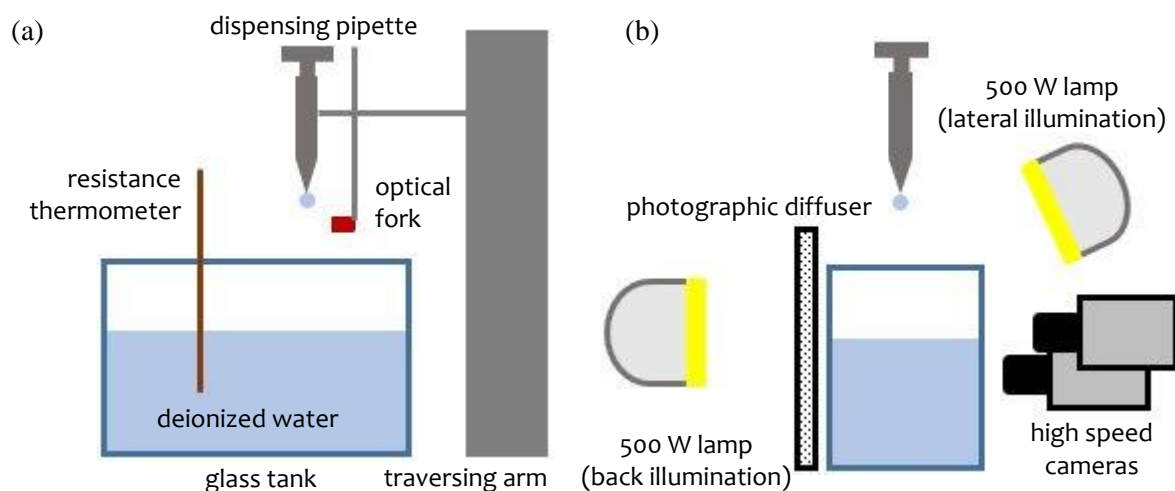 (a)
dispensing pipette
resistance
thermometer
optical
fork
deionized water
glass tank
traversing arm
(b)
500 W lamp
(lateral illumination)
photographic diffuser
500 W lamp
(back illumination)
high speed
cameras